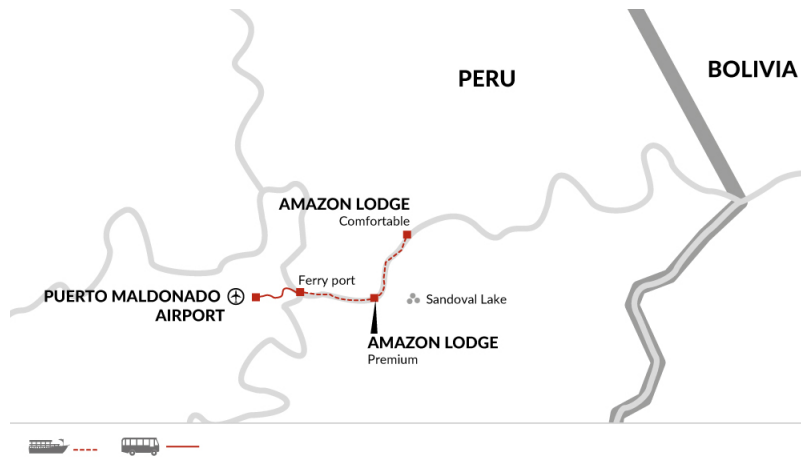 PERU
BOLIVIA
AMAZON LODGE
Comfortable
Ferry port
PUERTO MALDONADO
AIRPORT
Sandoval Lake
AMAZON LODGE
Premium